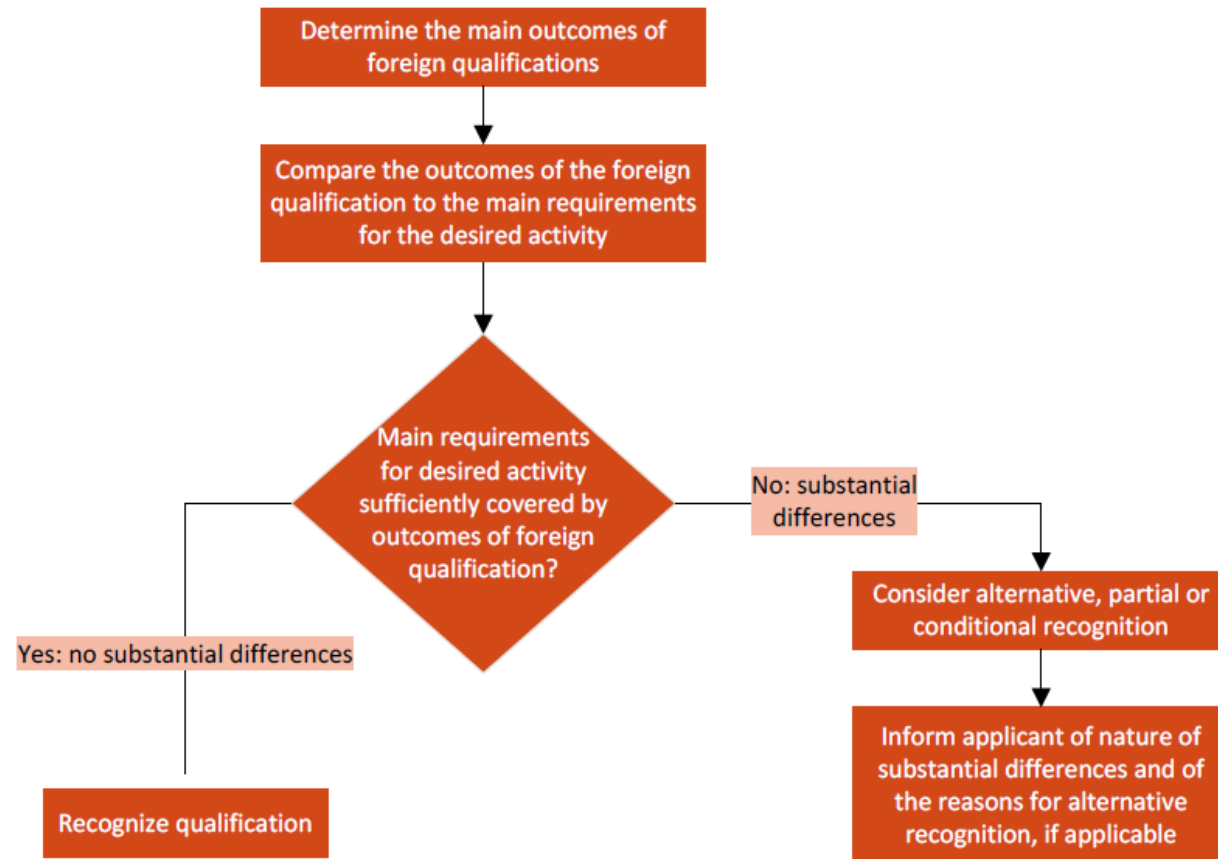 Determine the main outcomes of
foreign qualifications
Compare the outcomes of the foreign
qualification to the main requirements
for the desired activity
Main requirements
for desired activity
sufficiently covered by
outcomes of foreign
qualification?
No: substantial
differences
Consider alternative, partial or
conditional recognition
Yes: no substantial differences
Inform applicant of nature of
substantial differences and of
the reasons for alternative
recognition, if applicable
Recognize qualification